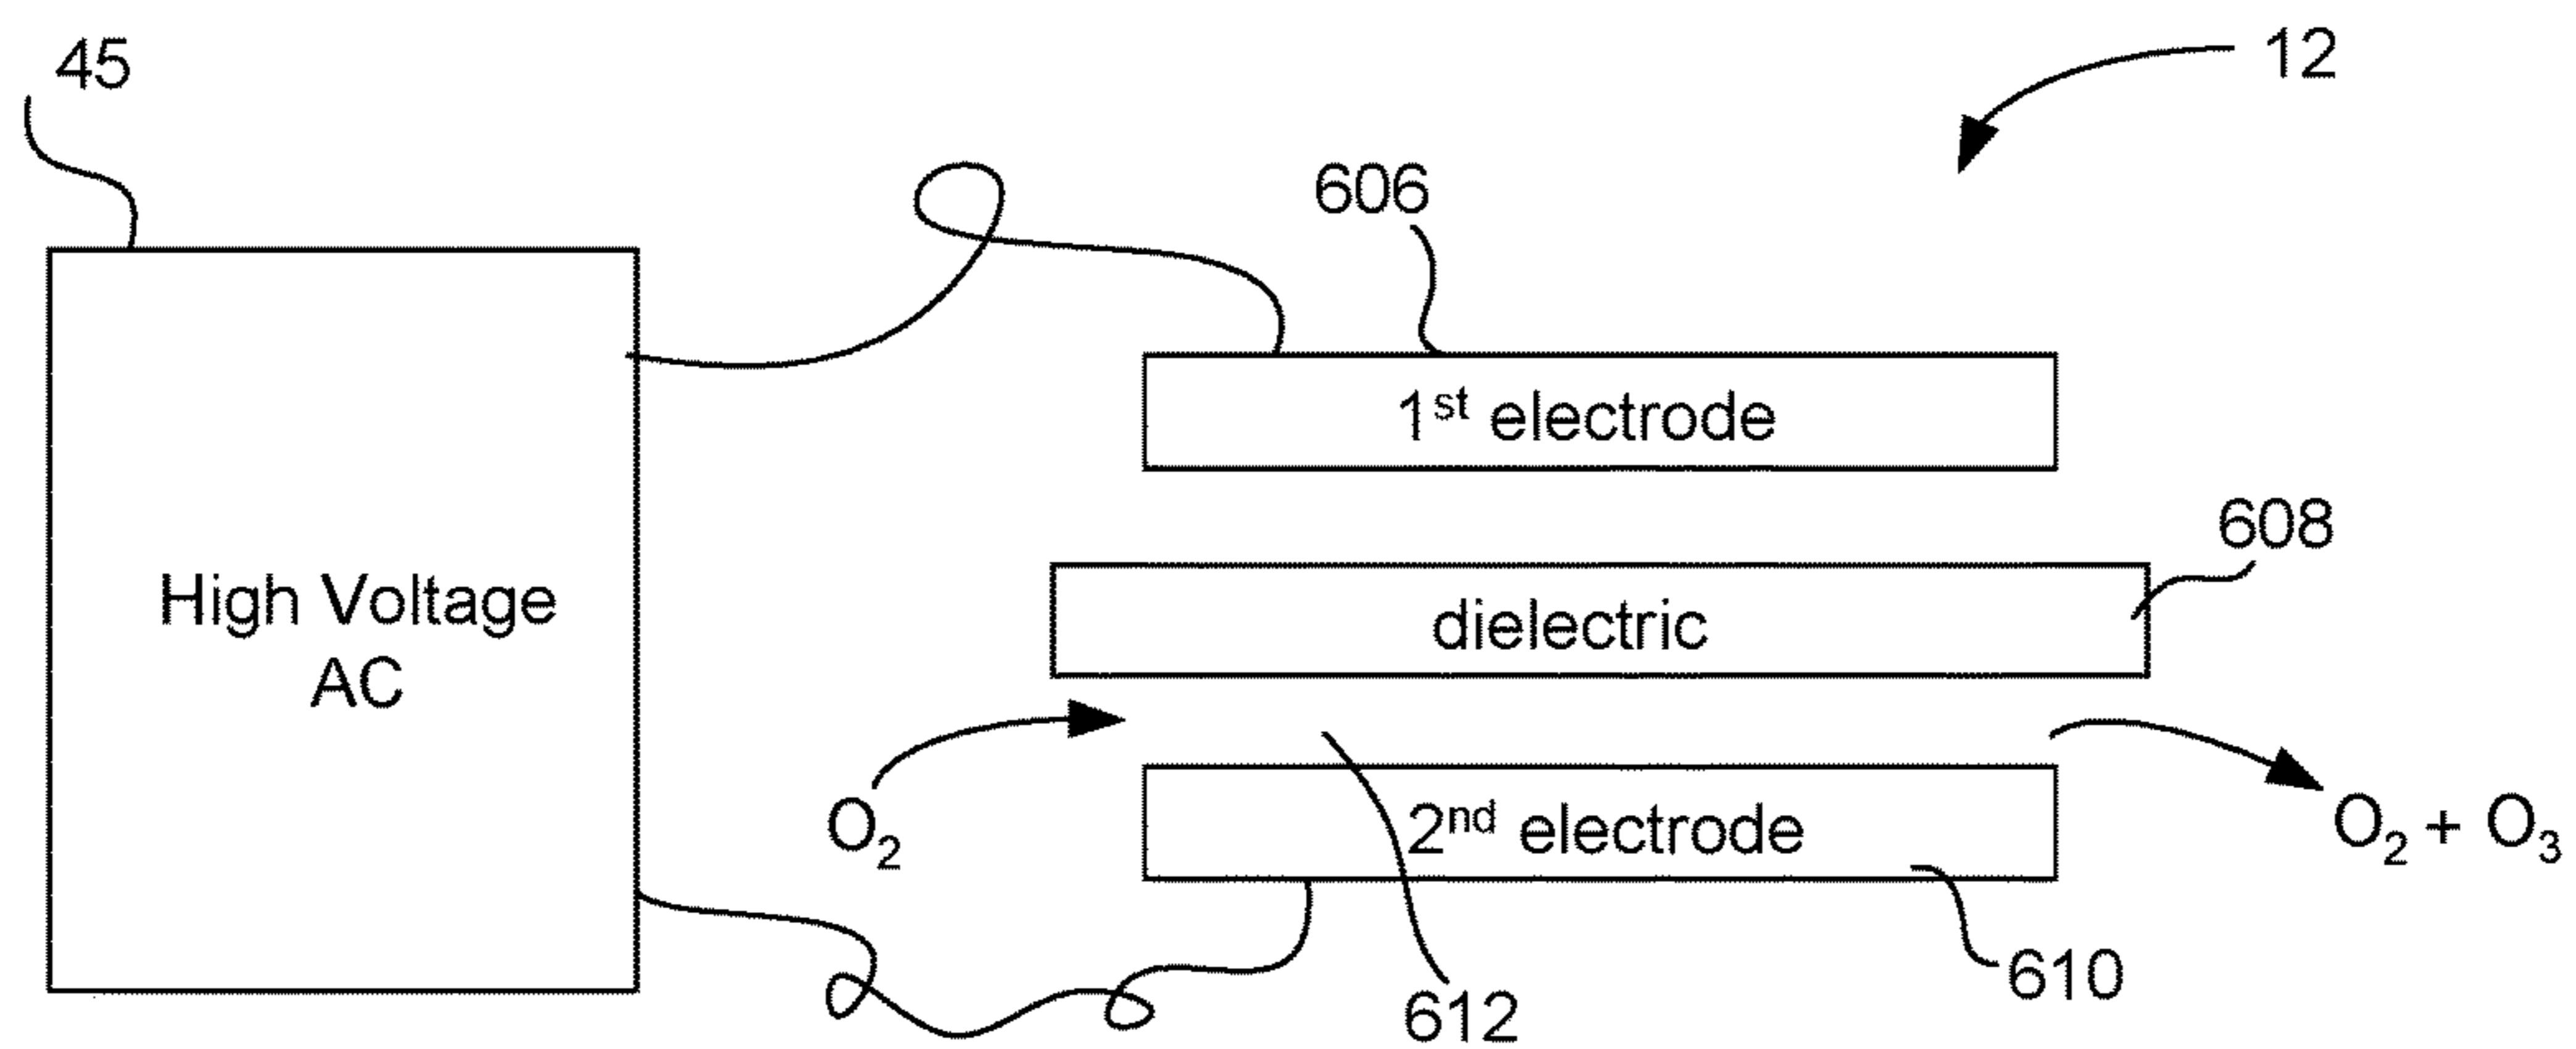 45
12
606
1st electrode
608
High Voltage
AC
dielectric
O2
2nd electrode
O2 + O3
610
612